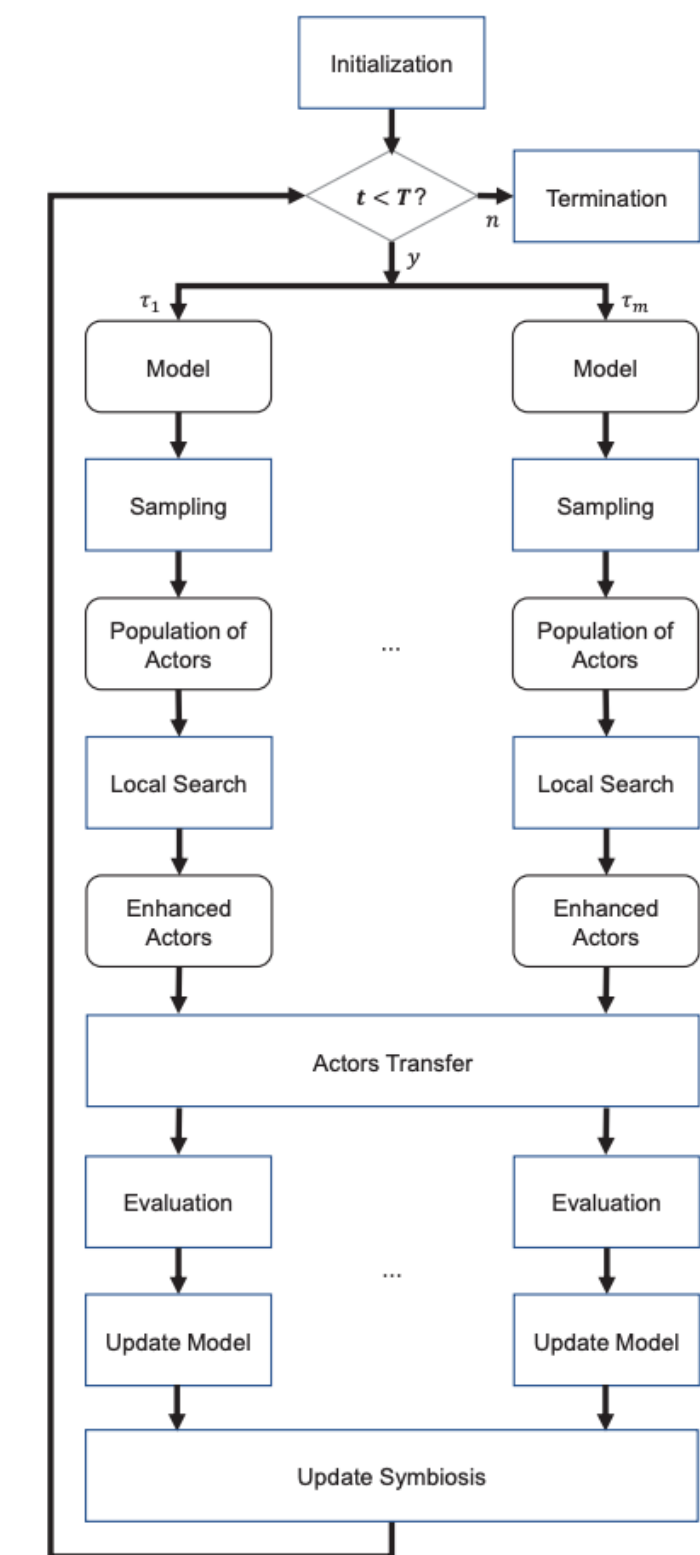 Initialization
t < T?
Termination
n
y
τ₁
τₘ
Model
Model
Sampling
Sampling
Population of
Actors
...
Population of
Actors
Local Search
Local Search
Enhanced
Actors
Enhanced
Actors
Actors Transfer
Evaluation
Evaluation
...
Update Model
Update Model
Update Symbiosis